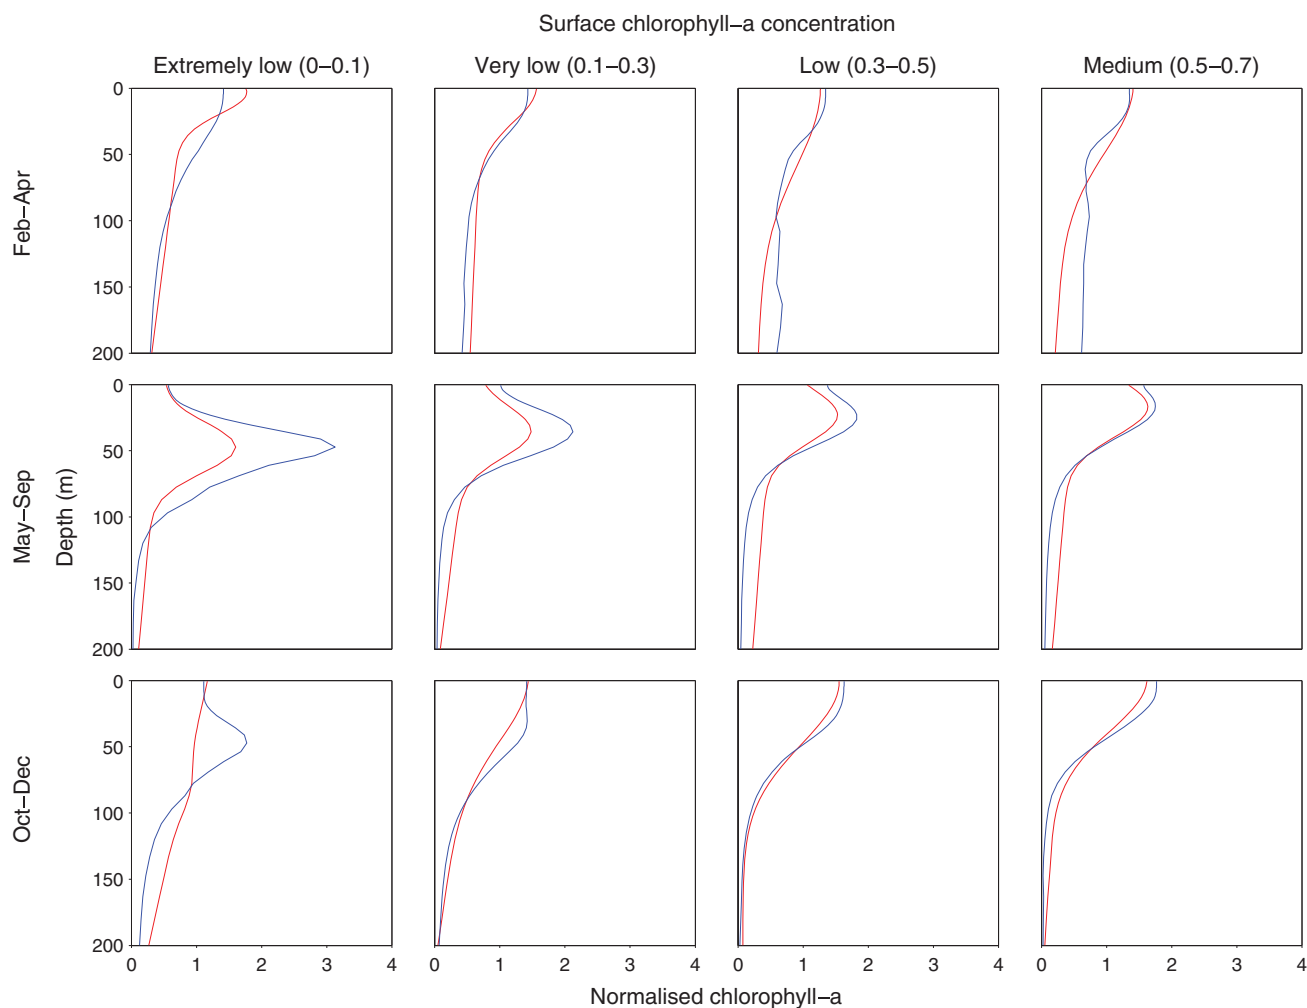 Surface chlorophyll–a concentration
Extremely low (0–0.1)
Very low (0.1–0.3)
Low (0.3–0.5)
Medium (0.5–0.7)
Feb–Apr
0
50
100
150
200
May–Sep
Depth (m)
0
50
100
150
200
Oct–Dec
0
50
100
150
200
0 1 2 3 4
0 1 2 3 4
0 1 2 3 4
0 1 2 3 4
Normalised chlorophyll–a